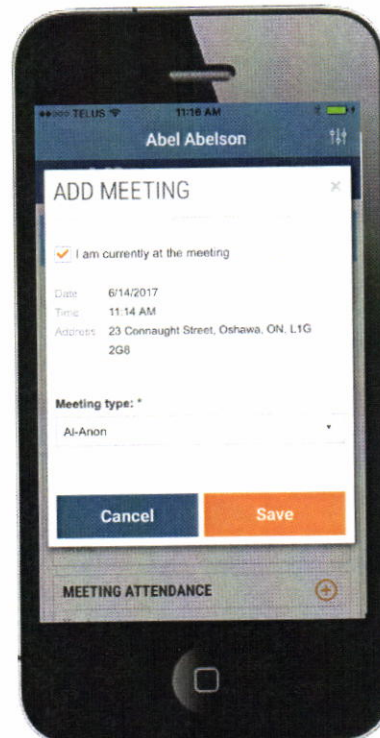 TELUS 11:16 AM
Abel Abelson
ADD MEETING ×
I am currently at the meeting
Date 6/14/2017
Time 11:14 AM
Address 23 Connaught Street, Oshawa, ON. L1G
2G8
Meeting type: *
Al-Anon
Cancel Save
MEETING ATTENDANCE